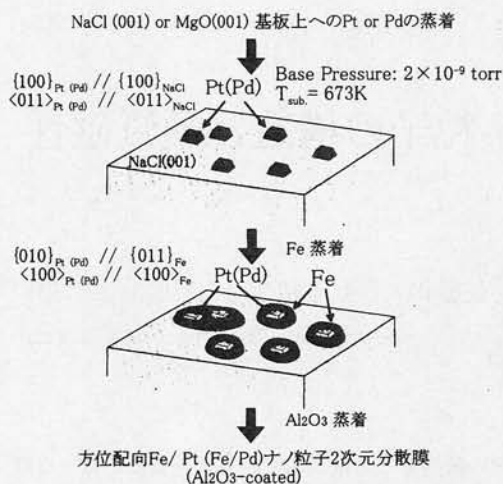 NaCl (001) or MgO(001) 基板上へのPt or Pdの蒸着
{100}Pt (Pd) // {100}NaCl
<011>Pt (Pd) // <011>NaCl
Pt(Pd)
Base Pressure: 2×10⁻⁹ torr
Tsub. = 673K
NaCl(001)
Fe 蒸着
{010}Pt (Pd) // {011}Fe
<100>Pt (Pd) // <100>Fe
Pt(Pd)
Fe
Al2O3 蒸着
方位配向Fe/ Pt (Fe/Pd)ナノ粒子2次元分散膜
(Al2O3-coated)